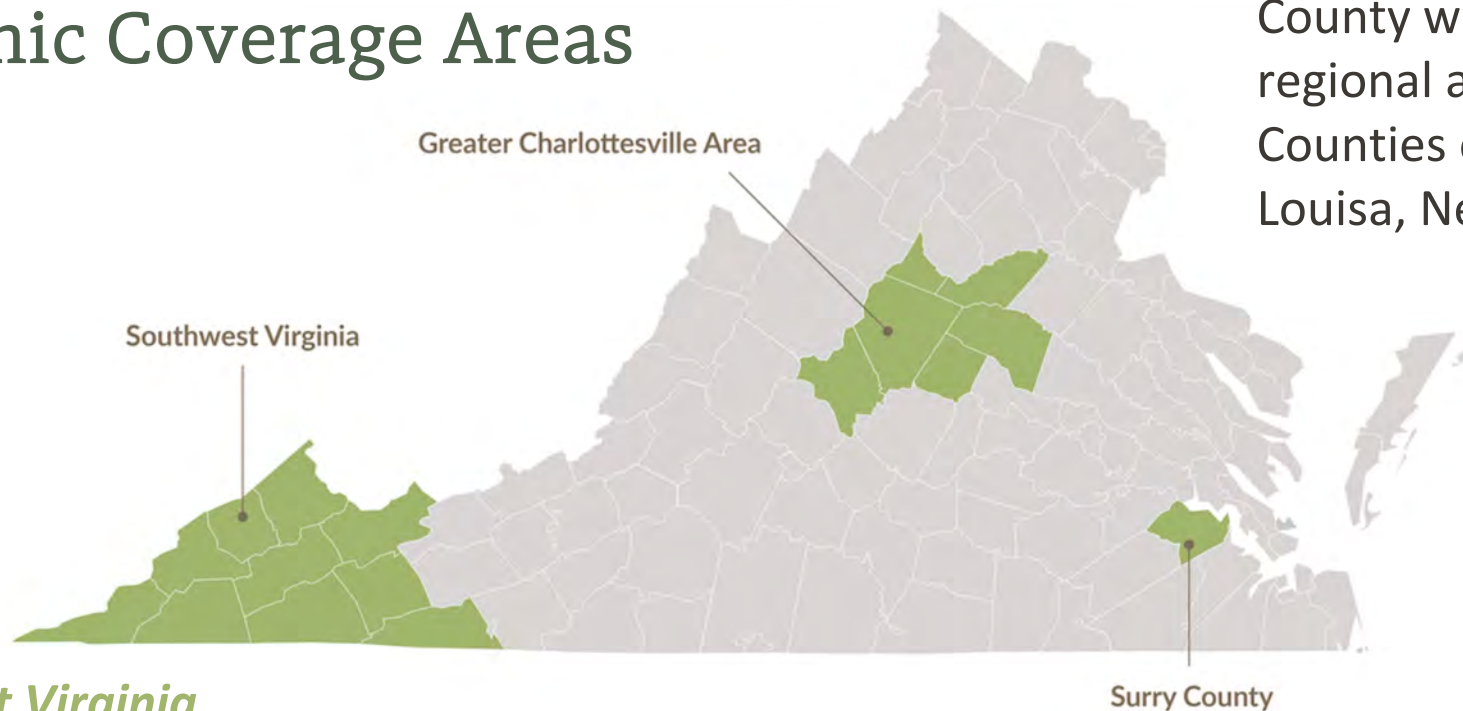 nic Coverage Areas
County w
regional a
Counties
Louisa, Ne
Greater Charlottesville Area
Southwest Virginia
Surry County
t Virginia